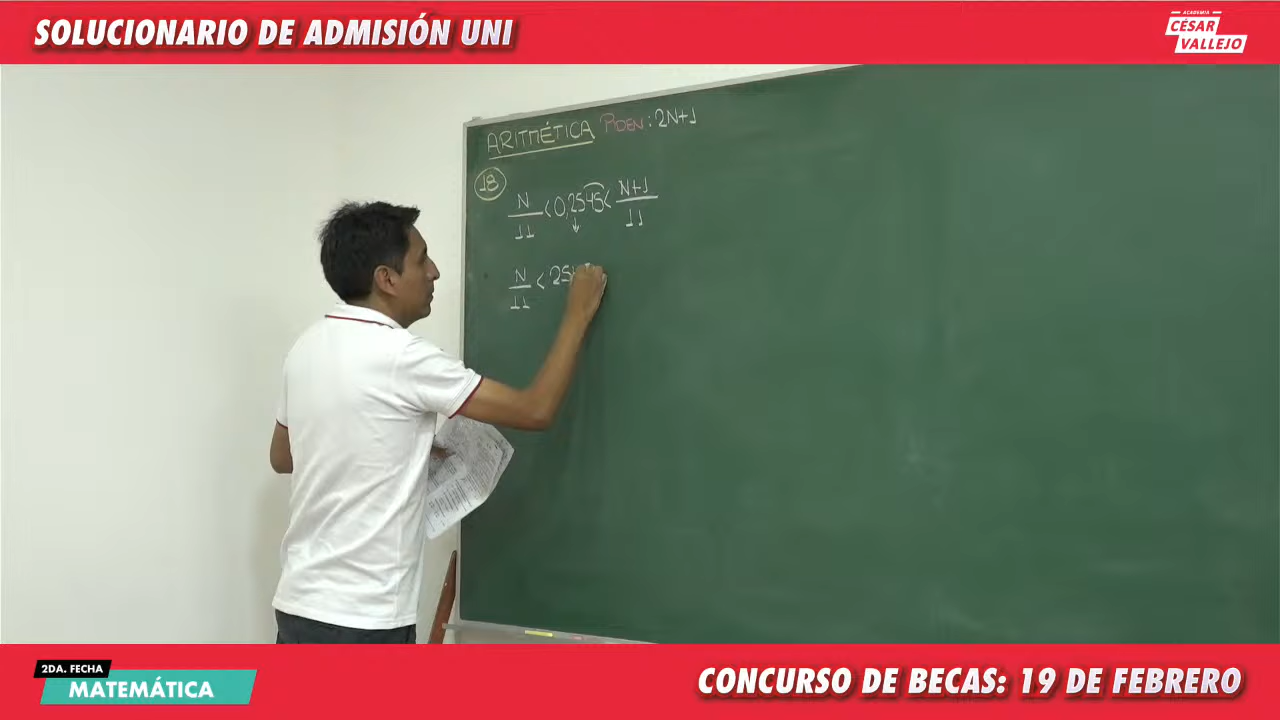 SOLUCIONARIO DE ADMISIÓN UNI
ACADEMIA
CÉSAR
VALLEJO
ARITMÉTICA PIDEN: 2N+1
18
N/11 < 0,2545 < N+1/11
N/11 < 25
2DA. FECHA
MATEMÁTICA
CONCURSO DE BECAS: 19 DE FEBRERO